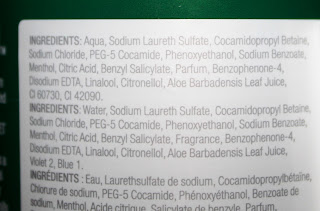 INGREDIENTS: Aqua, Sodium Laureth Sulfate, Cocamidopropyl Betaine,
Sodium Chloride, PEG-5 Cocamide, Phenoxyethanol, Sodium Benzoate,
Menthol, Citric Acid, Benzyl Salicylate, Parfum, Benzophenone-4,
Disodium EDTA, Linalool, Citronellol, Aloe Barbadensis Leaf Juice,
CI 60730, CI 42090.
INGREDIENTS: Water, Sodium Laureth Sulfate, Cocamidopropyl Betaine,
Sodium Chloride, PEG-5 Cocamide, Phenoxyethanol, Sodium Benzoate,
Menthol, Citric Acid, Benzyl Salicylate, Fragrance, Benzophenone-4,
Disodium EDTA, Linalool, Citronellol, Aloe Barbadensis Leaf Juice,
Violet 2, Blue 1.
INGRÉDIENTS : Eau, Laurethsulfate de sodium, Cocamidopropylbétaïne,
Chlorure de sodium, PEG-5 Cocamide, Phénoxyéthanol, Benzoate de
sodium, Menthol, Acide citrique, Salicylate de benzyle, Parfum,